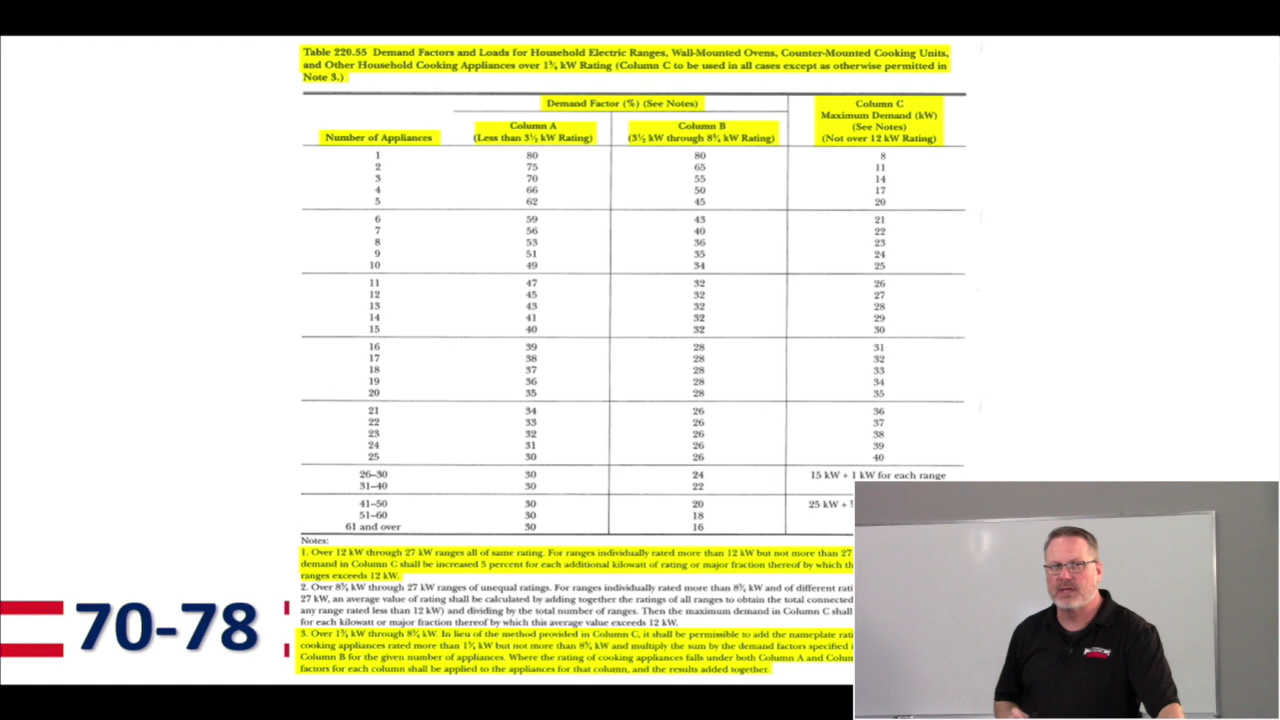 Table 220.55 Demand Factors and Loads for Household Electric Ranges, Wall-Mounted Ovens, Counter-Mounted Cooking Units,
and Other Household Cooking Appliances over 1¾ kW Rating (Column C to be used in all cases except as otherwise permitted in
Note 3.)
Demand Factor (%) (See Notes)
Column C
Maximum Demand (kW)
(See Notes)
(Not over 12 kW Rating)
Number of Appliances
Column A
(Less than 3½ kW Rating)
Column B
(3½ kW through 8¾ kW Rating)
1 80 80 8
2 75 65 11
3 70 55 14
4 66 50 17
5 62 45 20
6 59 43 21
7 56 40 22
8 53 36 23
9 51 35 24
10 49 34 25
11 47 32 26
12 45 32 27
13 43 32 28
14 41 32 29
15 40 32 30
16 39 28 31
17 38 28 32
18 37 28 33
19 36 28 34
20 35 28 35
21 34 26 36
22 33 26 37
23 32 26 38
24 31 26 39
25 30 26 40
26–30 30 24 15 kW + 1 kW for each range
31–40 30 22
41–50 30 20 25 kW +
51–60 30 18
61 and over 30 16
Notes:
1. Over 12 kW through 27 kW ranges all of same rating. For ranges individually rated more than 12 kW but not more than 27
demand in Column C shall be increased 5 percent for each additional kilowatt of rating or major fraction thereof by which th
ranges exceeds 12 kW.
2. Over 8¾ kW through 27 kW ranges of unequal ratings. For ranges individually rated more than 8¾ kW and of different rati
27 kW, an average value of rating shall be calculated by adding together the ratings of all ranges to obtain the total connected
any range rated less than 12 kW) and dividing by the total number of ranges. Then the maximum demand in Column C shall
for each kilowatt or major fraction thereof by which this average value exceeds 12 kW.
3. Over 1¾ kW through 8¾ kW. In lieu of the method provided in Column C, it shall be permissible to add the nameplate rati
cooking appliances rated more than 1¾ kW but not more than 8¾ kW and multiply the sum by the demand factors specified i
Column B for the given number of appliances. Where the rating of cooking appliances falls under both Column A and Colum
factors for each column shall be applied to the appliances for that column, and the results added together.
70-78